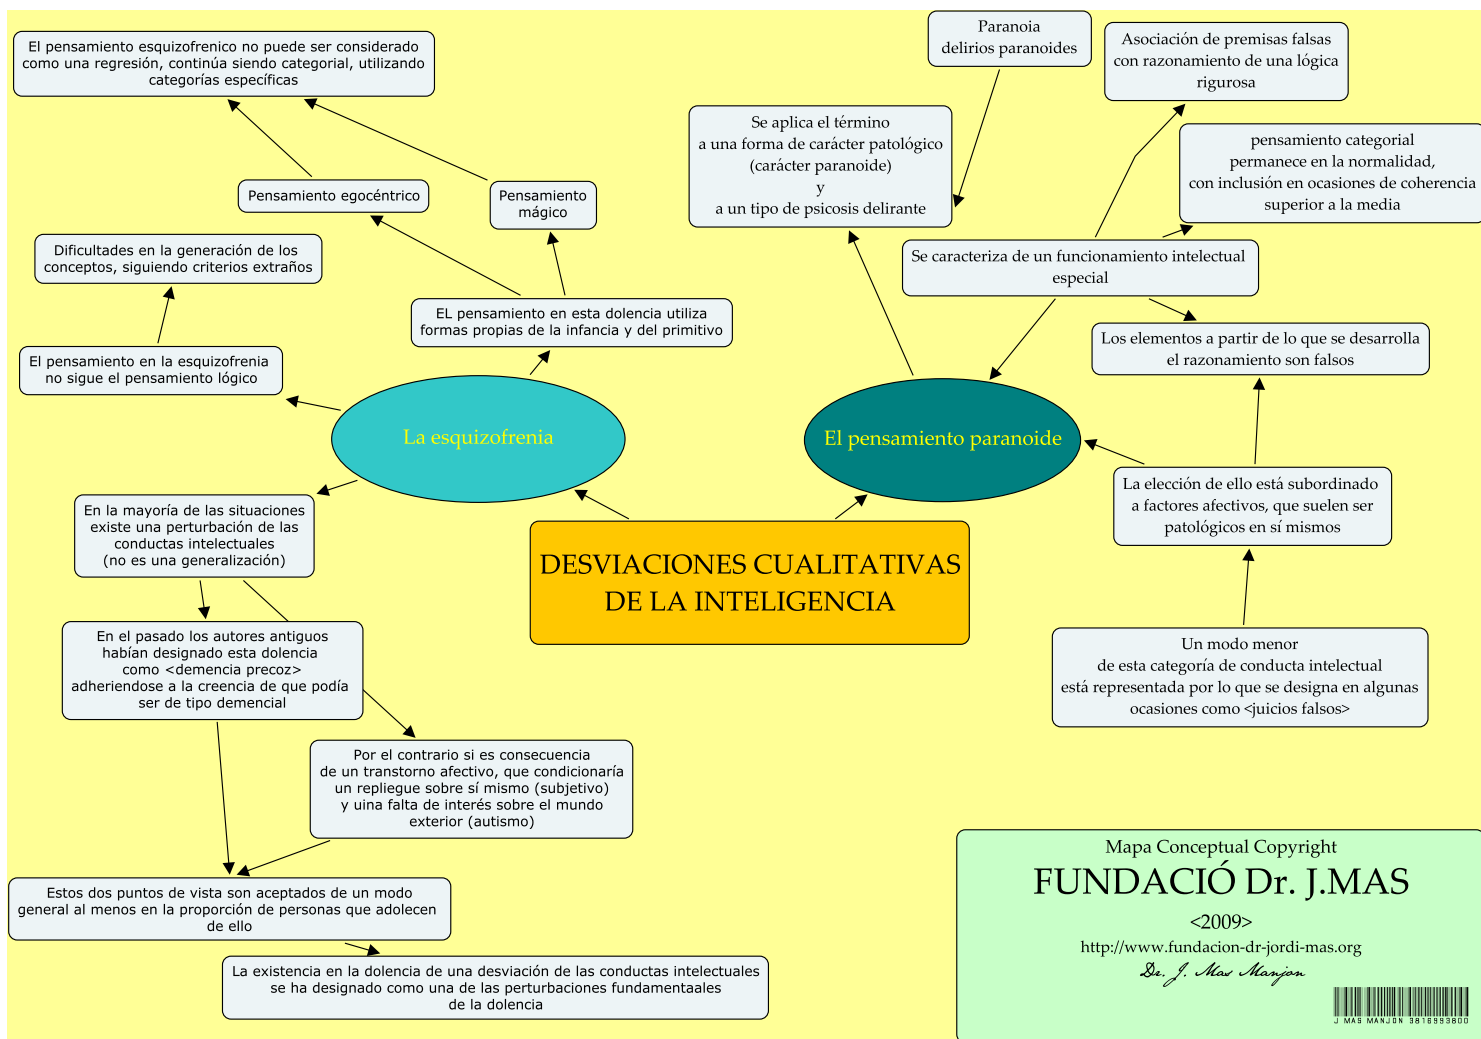 El pensamiento esquizofrenico no puede ser considerado
como una regresión, continúa siendo categorial, utilizando
categorías específicas
Pensamiento egocéntrico
Pensamiento
mágico
Dificultades en la generación de los
conceptos, siguiendo criterios extraños
EL pensamiento en esta dolencia utiliza
formas propias de la infancia y del primitivo
El pensamiento en la esquizofrenia
no sigue el pensamiento lógico
La esquizofrenia
En la mayoría de las situaciones
existe una perturbación de las
conductas intelectuales
(no es una generalización)
En el pasado los autores antiguos
habían designado esta dolencia
como <demencia precoz>
adheriendose a la creencia de que podía
ser de tipo demencial
Por el contrario si es consecuencia
de un transtorno afectivo, que condicionaría
un repliegue sobre sí mismo (subjetivo)
y uina falta de interés sobre el mundo
exterior (autismo)
Estos dos puntos de vista son aceptados de un modo
general al menos en la proporción de personas que adolecen
de ello
La existencia en la dolencia de una desviación de las conductas intelectuales
se ha designado como una de las perturbaciones fundamentaales
de la dolencia
DESVIACIONES CUALITATIVAS
DE LA INTELIGENCIA
Paranoia
delirios paranoides
Asociación de premisas falsas
con razonamiento de una lógica
rigurosa
Se aplica el término
a una forma de carácter patológico
(carácter paranoide)
y
a un tipo de psicosis delirante
pensamiento categorial
permanece en la normalidad,
con inclusión en ocasiones de coherencia
superior a la media
Se caracteriza de un funcionamiento intelectual
especial
Los elementos a partir de lo que se desarrolla
el razonamiento son falsos
El pensamiento paranoide
La elección de ello está subordinado
a factores afectivos, que suelen ser
patológicos en sí mismos
Un modo menor
de esta categoría de conducta intelectual
está representada por lo que se designa en algunas
ocasiones como <juicios falsos>
Mapa Conceptual Copyright
FUNDACIÓ Dr. J.MAS
<2009>
http://www.fundacion-dr-jordi-mas.org
Dr. J. Mas Manjon
J MAS MANJON 3816993800